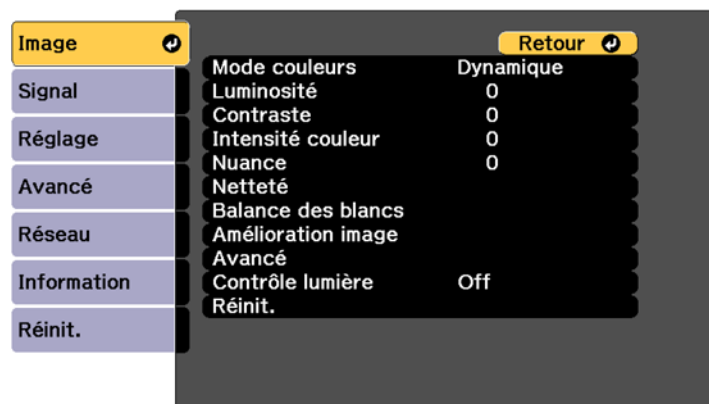 Image
Signal
Réglage
Avancé
Réseau
Information
Réinit.
Retour
Mode couleurs Dynamique
Luminosité 0
Contraste 0
Intensité couleur 0
Nuance 0
Netteté
Balance des blancs
Amélioration image
Avancé
Contrôle lumière Off
Réinit.